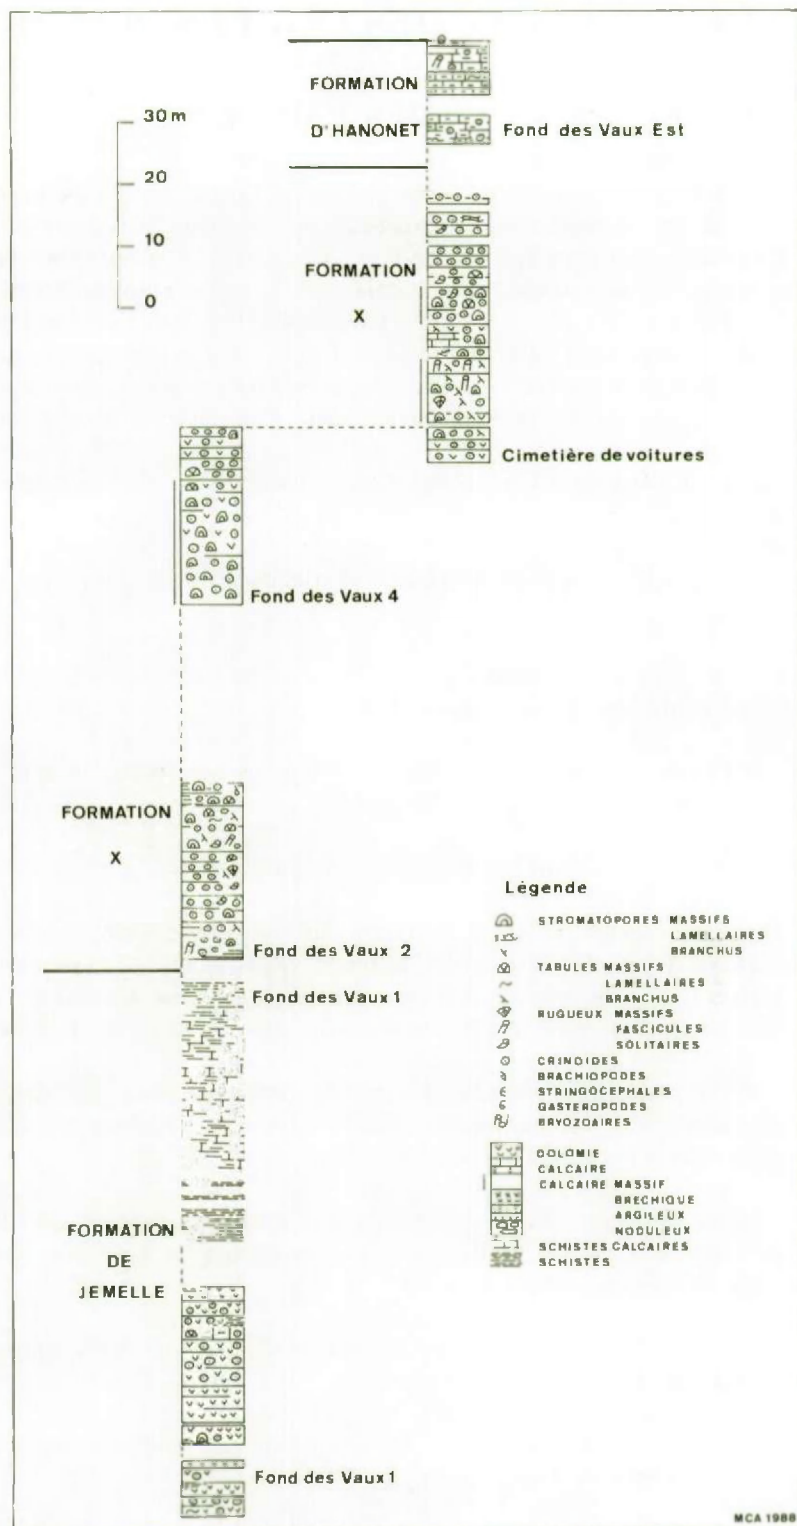 FORMATION
D'HANONET
Fond des Vaux Est
30 m
20
10
0
FORMATION
X
Cimetière de voitures
Fond des Vaux 4
FORMATION
X
Fond des Vaux 2
Fond des Vaux 1
FORMATION
DE
JEMELLE
Fond des Vaux 1
Légende
STROMATOPORES MASSIFS
LAMELLAIRES
BRANCHUS
TABULES MASSIFS
LAMELLAIRES
BRANCHUS
RUGUEUX MASSIFS
FASCICULES
SOLITAIRES
CRINOIDES
BRACHIOPODES
STRINGOCEPHALES
GASTEROPODES
BRYOZOAIRES
DOLOMIE
CALCAIRE
CALCAIRE MASSIF
BRECHIQUE
ARGILEUX
NODULEUX
SCHISTES CALCAIRES
SCHISTES
MCA 1988